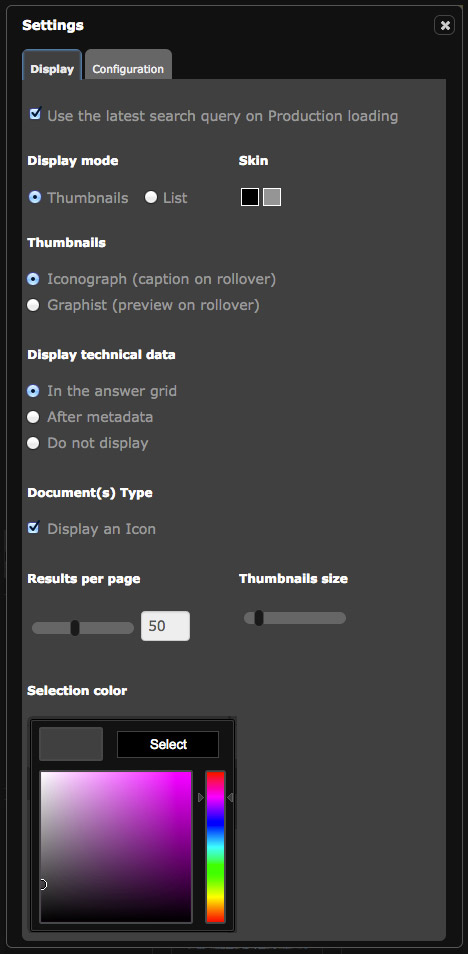 Settings
Display Configuration
Use the latest search query on Production loading
Display mode Skin
Thumbnails List
Thumbnails
Iconograph (caption on rollover)
Graphist (preview on rollover)
Display technical data
In the answer grid
After metadata
Do not display
Document(s) Type
Display an Icon
Results per page Thumbnails size
50
Selection color
Select